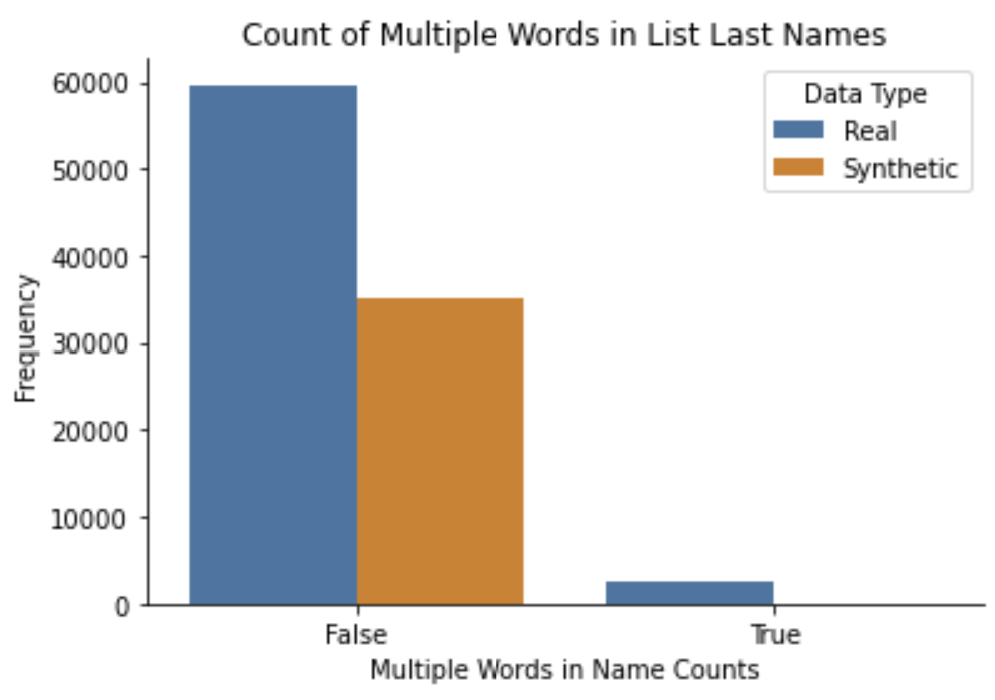 Count of Multiple Words in List Last Names
60000
50000
40000
30000
20000
10000
0
Frequency
Data Type
Real
Synthetic
False
True
Multiple Words in Name Counts